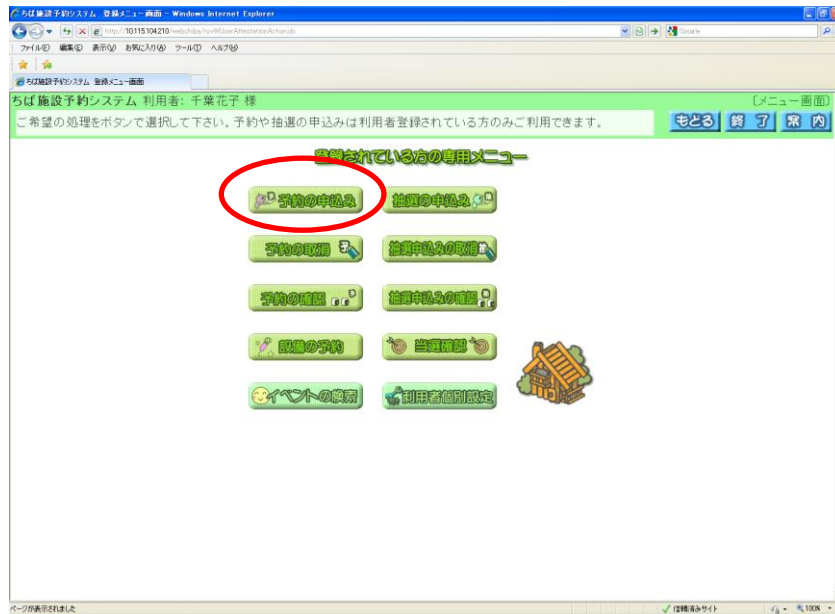 ちば施設予約システム 登録メニュー画面 - Windows Internet Explorer
http://10.115.104.210/webchiba/rsvWUserAttestationAction.do
Google
ファイル(F) 編集(E) 表示(V) お気に入り(A) ツール(T) ヘルプ(H)
ちば施設予約システム 登録メニュー画面
ちば施設予約システム 利用者: 千葉花子 様
〔メニュー画面〕
ご希望の処理をボタンで選択して下さい。予約や抽選の申込みは利用者登録されている方のみご利用できます。
もどる 終了 案内
登録されている方の専用メニュー
予約の申込み 抽選の申込み
予約の取消 抽選申込みの取消
予約の確認 抽選申込みの確認
設備の予約 当選確認
イベントの検索 利用者個別設定
ページが表示されました
信頼済みサイト
100%